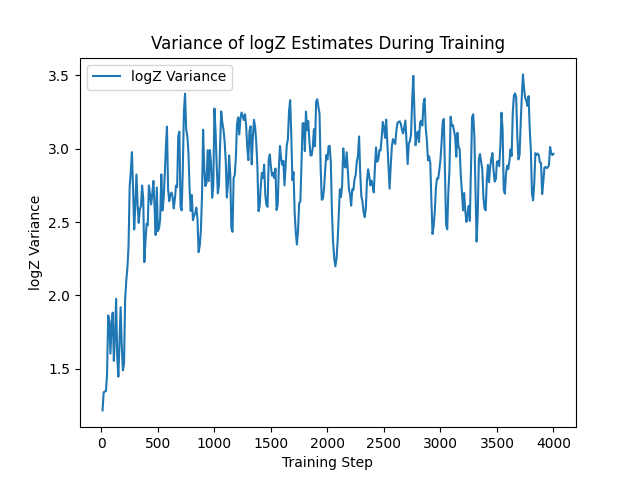 Variance of logZ Estimates During Training
logZ Variance
3.5
3.0
2.5
2.0
1.5
logZ Variance
0 500 1000 1500 2000 2500 3000 3500 4000
Training Step